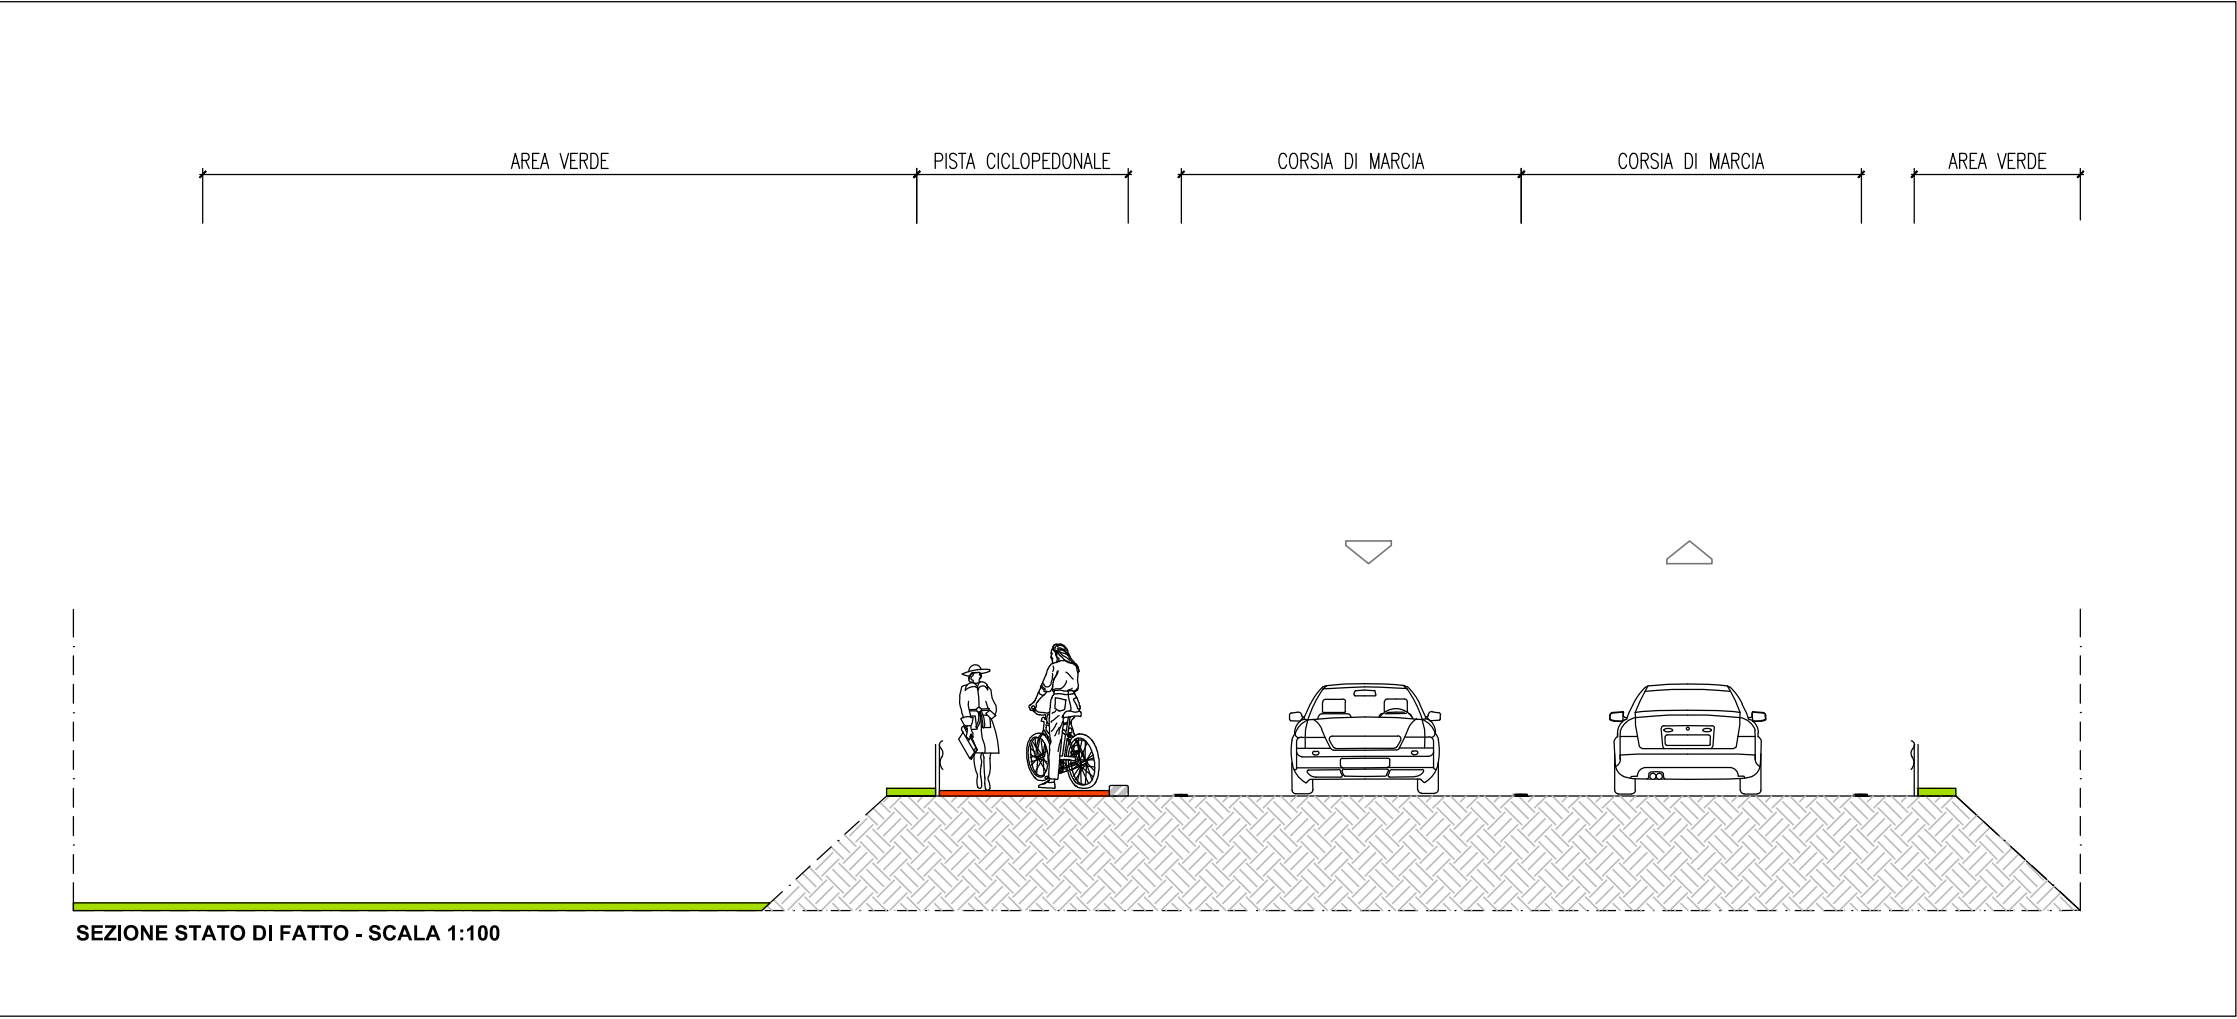 AREA VERDE
PISTA CICLOPEDONALE
CORSIA DI MARCIA
CORSIA DI MARCIA
AREA VERDE
SEZIONE STATO DI FATTO - SCALA 1:100